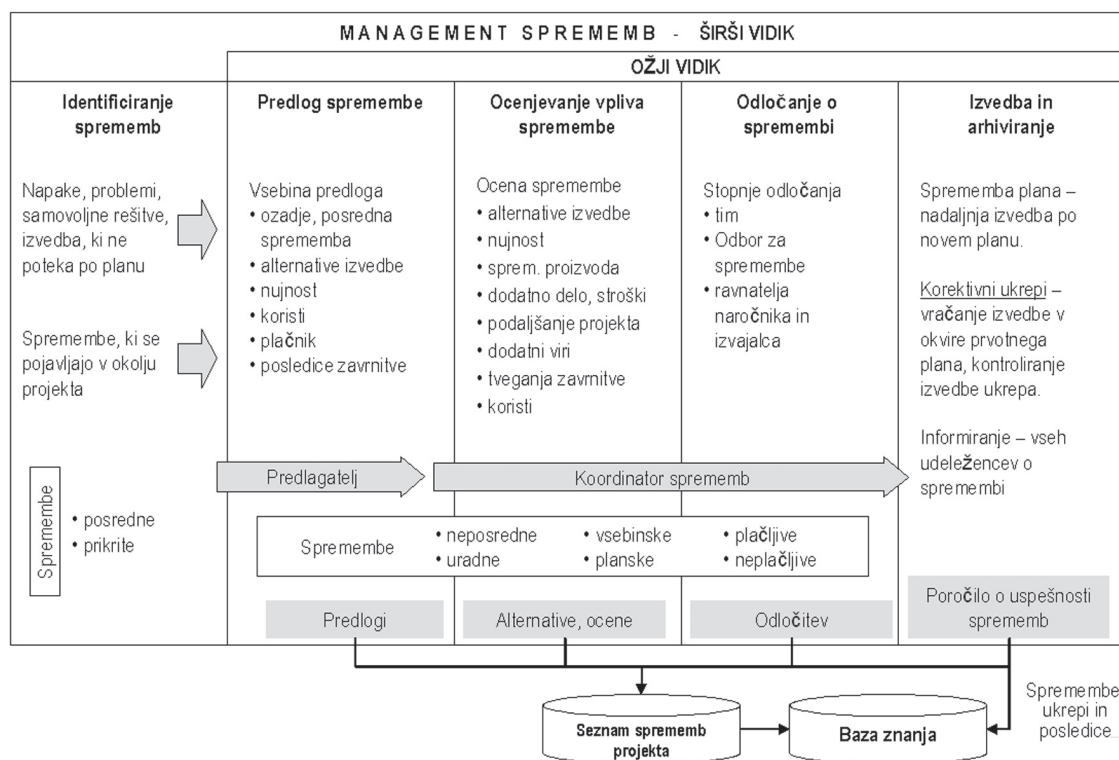 MANAGEMENT SPREMEMB - ŠIRŠI VIDIK
OŽJI VIDIK
Identificiranje
sprememb
Predlog spremembe
Ocenjevanje vpliva
spremembe
Odločanje o
spremembi
Izvedba in
arhiviranje
Napake, problemi,
samovoljne rešitve,
izvedba, ki ne
poteka po planu
Spremembe, ki se
pojavljajo v okolju
projekta
Vsebina predloga
• ozadje, posredna
sprememba
• alternative izvedbe
• nujnost
• koristi
• plačnik
• posledice zavrnitve
Ocena spremembe
• alternative izvedbe
• nujnost
• sprem. proizvoda
• dodatno delo, stroški
• podaljšanje projekta
• dodatni viri
• tveganja zavrnitve
• koristi
Stopnje odločanja
• tim
• Odbor za
spremembe
• ravnatelja
naročnika in
izvajalca
Sprememba plana –
nadaljnja izvedba po
novem planu.
Korektivni ukrepi –
vračanje izvedbe v
okvire prvotnega
plana, kontroliranje
izvedbe ukrepa.
Informiranje – vseh
udeležencev o
spremembi
Predlagatelj
Koordinator sprememb
Spremembe
• posredne
• prikrite
Spremembe
• neposredne
• uradne
• vsebinske
• planske
• plačljive
• neplačljive
Predlogi
Alternative, ocene
Odločitev
Poročilo o uspešnosti
sprememb
Seznam sprememb
projekta
Baza znanja
Spremembe
ukrepi in
posledice...